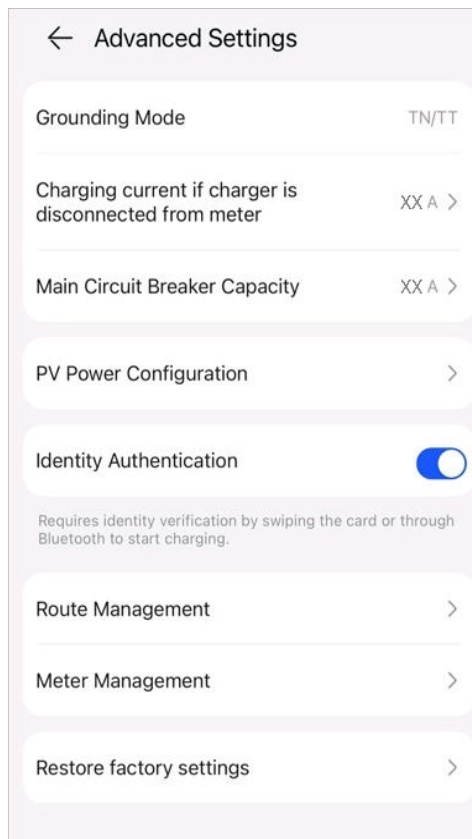 Advanced Settings
Grounding Mode TN/TT
Charging current if charger is
disconnected from meter XX A
Main Circuit Breaker Capacity XX A
PV Power Configuration
Identity Authentication
Requires identity verification by swiping the card or through
Bluetooth to start charging.
Route Management
Meter Management
Restore factory settings